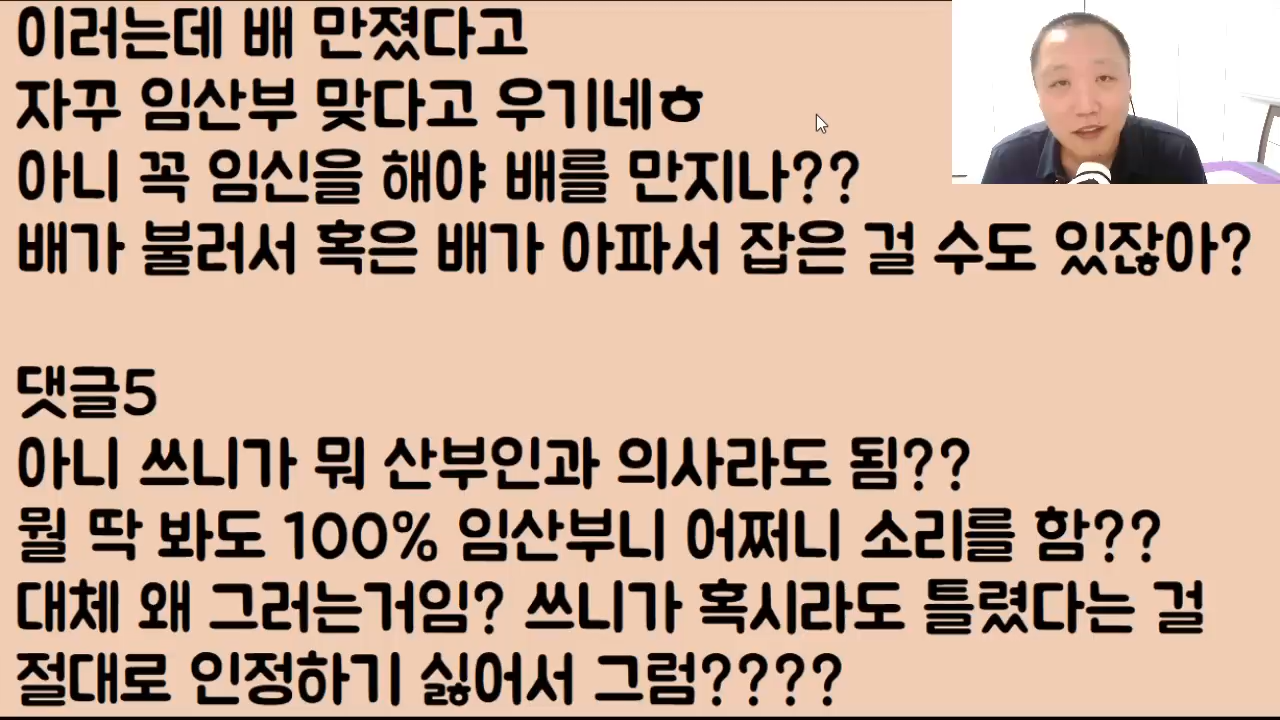 이러는데 배 만졌다고
자꾸 임산부 맞다고 우기네ㅎ
아니 꼭 임신을 해야 배를 만지나??
배가 불러서 혹은 배가 아파서 잡은 걸 수도 있잖아?
댓글5
아니 쓰니가 뭐 산부인과 의사라도 됨??
뭘 딱 봐도 100% 임산부니 어쩌니 소리를 함??
대체 왜 그러는거임? 쓰니가 혹시라도 틀렸다는 걸
절대로 인정하기 싫어서 그럼????